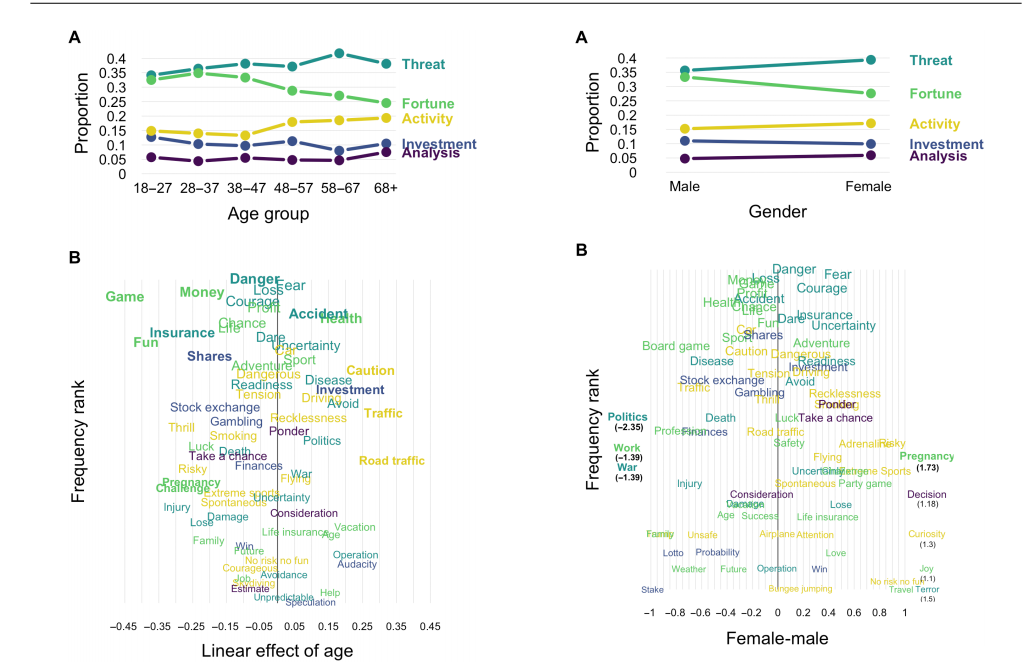 A
Proportion
0.4
0.35
0.3
0.25
0.2
0.15
0.1
0.05
0
Threat
Fortune
Activity
Investment
Analysis
18–27 28–37 38–47 48–57 58–67 68+
Age group
A
Proportion
0.4
0.35
0.3
0.25
0.2
0.15
0.1
0.05
0
Threat
Fortune
Activity
Investment
Analysis
Male Female
Gender
B
Frequency rank
Danger
Fear
Loss
Game
Money
Courage
Profit
Accident
Health
Chance
Life
Insurance
Dare
Fun
Uncertainty
Car
Shares
Sport
Adventure
Caution
Dangerous
Disease
Readiness
Investment
Tension
Driving
Avoid
Stock exchange
Traffic
Recklessness
Gambling
Thrill
Ponder
Smoking
Politics
Luck
Death
Take a chance
Road traffic
Finances
Risky
War
Flying
Pregnancy
Challenge
Extreme sports
Uncertainty
Spontaneous
Injury
Consideration
Damage
Lose
Vacation
Life insurance
Age
Family
Win
Future
Operation
No risk no fun
Audacity
Courageous
Avoidance
Job
Skydiving
Estimate
Help
Unpredictable
Speculation
−0.45 −0.35 −0.25 −0.15 −0.05 0.05 0.15 0.25 0.35 0.45
Linear effect of age
B
Frequency rank
Danger
Fear
Loss
Money
Game
Courage
Profit
Accident
Health
Chance
Life
Insurance
Dare
Fun
Uncertainty
Car
Shares
Sport
Adventure
Board game
Caution
Dangerous
Disease
Readiness
Investment
Tension
Driving
Stock exchange
Avoid
Traffic
Gambling
Recklessness
Thrill
Ponder
Smoking
Politics
(−2.35)
Death
Luck
Take a chance
Profession
Finances
Road traffic
Safety
Adrenaline
Risky
Work
(−1.39)
Flying
Pregnancy
(1.73)
War
(−1.39)
Uncertainty
Challenge
Extreme Sports
Injury
Spontaneous
Party game
Consideration
Decision
(1.18)
Damage
Vacation
Lose
Age
Success
Life insurance
Family
Unsafe
Airplane
Attention
Curiosity
(1.3)
Lotto
Probability
Love
Weather
Future
Operation
Win
Joy
(1.1)
No risk no fun
Stake
Bungee jumping
Travel
Terror
(1.5)
−1 −0.8 −0.6 −0.4 −0.2 0 0.2 0.4 0.6 0.8 1
Female-male